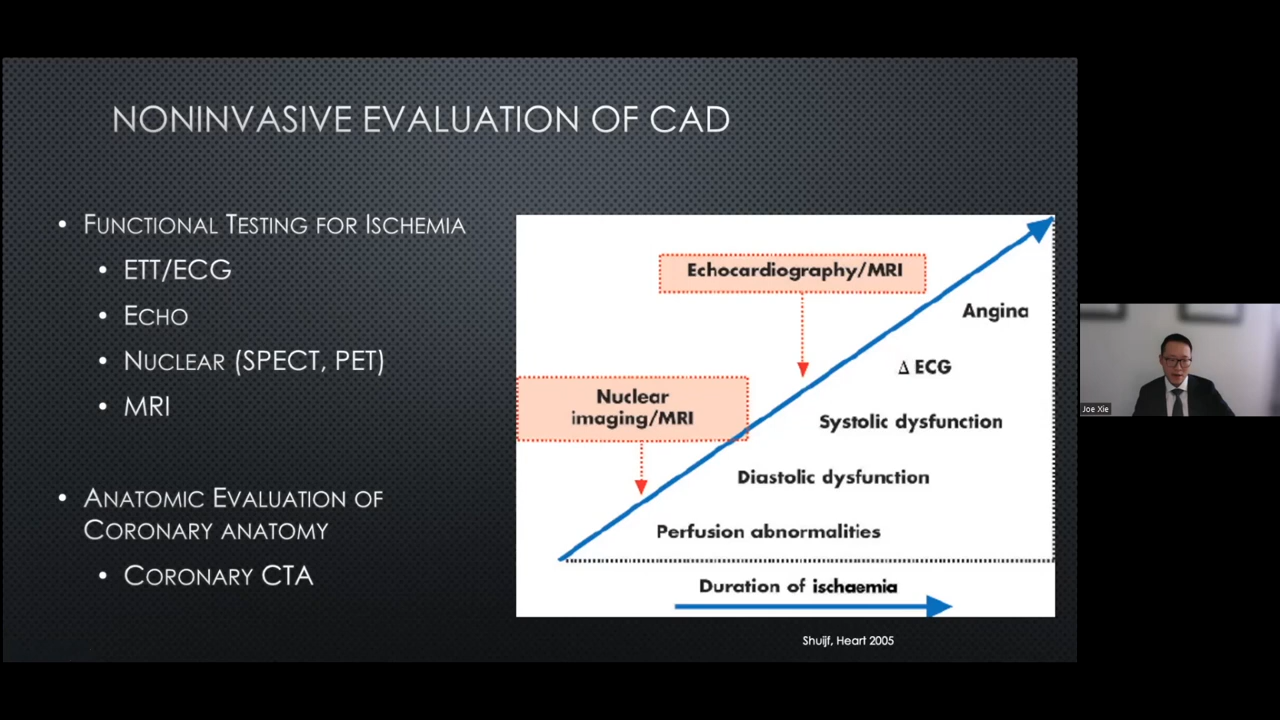 NONINVASIVE EVALUATION OF CAD
• FUNCTIONAL TESTING FOR ISCHEMIA
• ETT/ECG
• ECHO
• NUCLEAR (SPECT, PET)
• MRI
• ANATOMIC EVALUATION OF
CORONARY ANATOMY
• CORONARY CTA
Echocardiography/MRI
Angina
Δ ECG
Nuclear
imaging/MRI
Systolic dysfunction
Diastolic dysfunction
Perfusion abnormalities
Duration of ischaemia
Shuijf, Heart 2005
Joe Xie